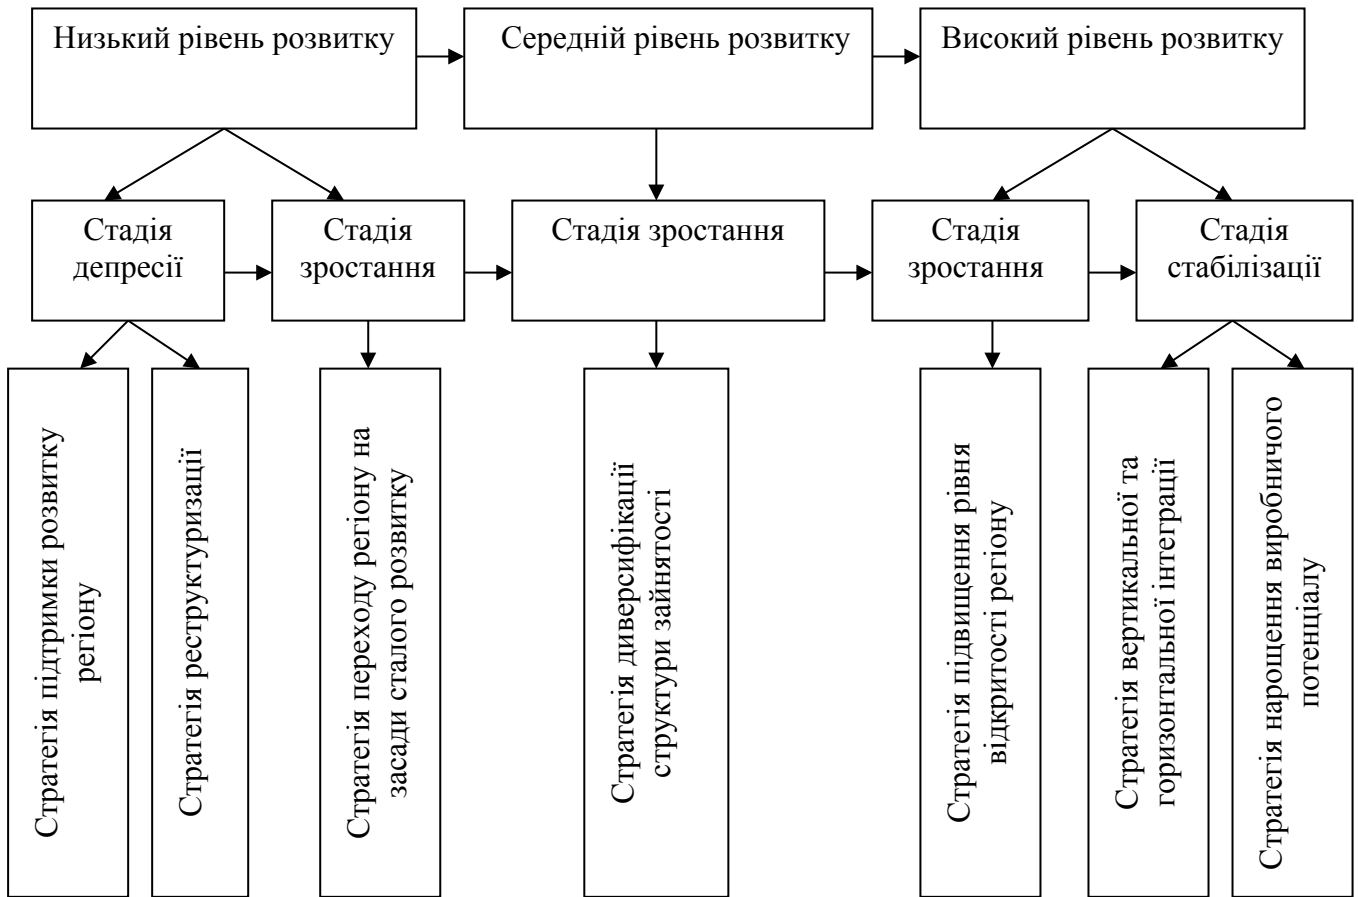 Низький рівень розвитку
Середній рівень розвитку
Високий рівень розвитку
Стадія
депресії
Стадія
зростання
Стадія зростання
Стадія
зростання
Стадія
стабілізації
Стратегія підтримки розвитку
регіону
Стратегія реструктуризації
Стратегія переходу регіону на
засади сталого розвитку
Стратегія диверсифікації
структури зайнятості
Стратегія підвищення рівня
відкритості регіону
Стратегія вертикальної та
горизонтальної інтеграції
Стратегія нарощення виробничого
потенціалу